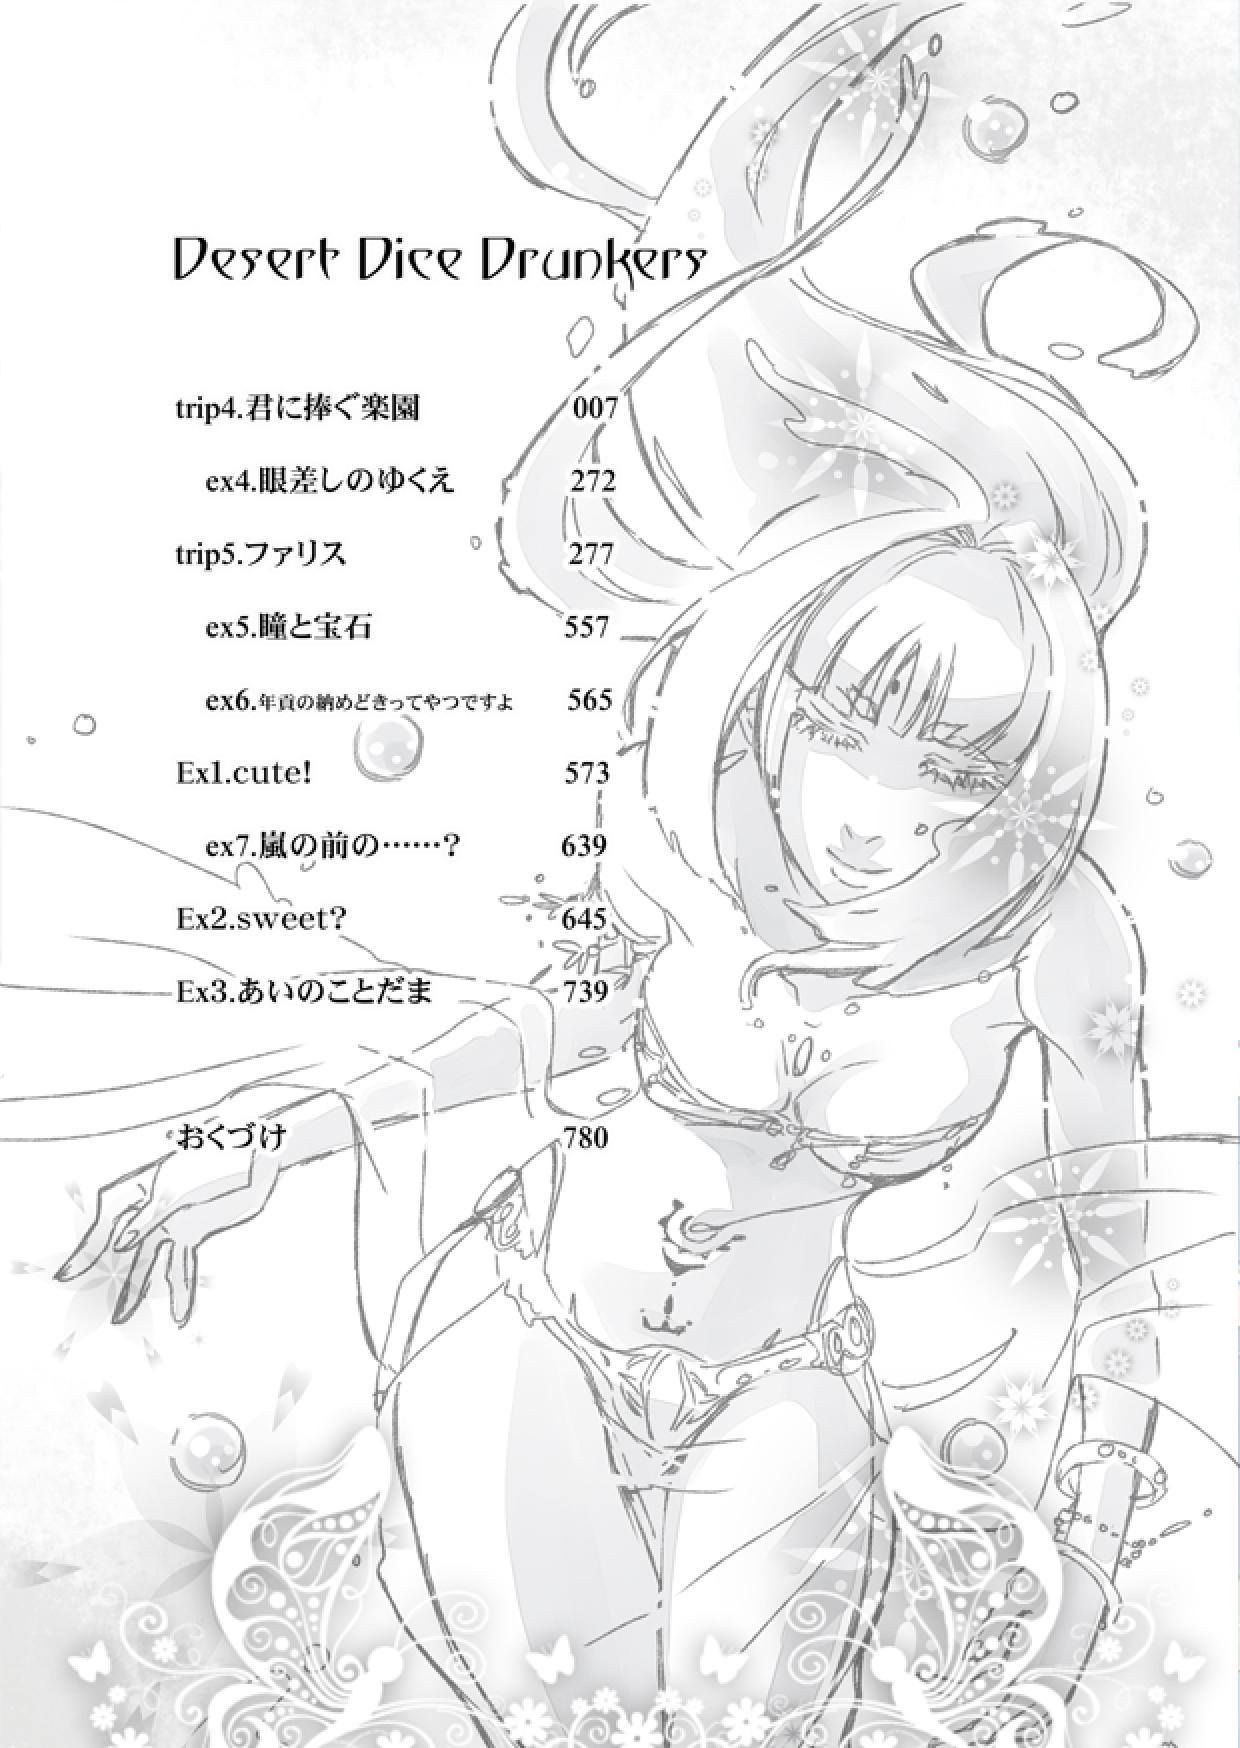 Desert Dice Drunkers
trip4.君に捧ぐ楽園 007
ex4.眼差しのゆくえ 272
trip5.ファリス 277
ex5.瞳と宝石 557
ex6.年貢の納めどきってやつですよ 565
Ex1.cute! 573
ex7.嵐の前の……? 639
Ex2.sweet? 645
Ex3.あいのことだま 739
おくづけ 780